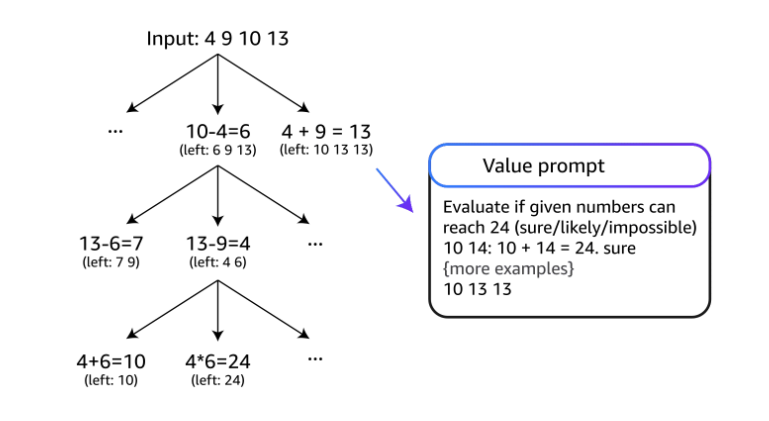 Input: 4 9 10 13
...
10-4=6
(left: 6 9 13)
4 + 9 = 13
(left: 10 13 13)
Value prompt
Evaluate if given numbers can
reach 24 (sure/likely/impossible)
10 14: 10 + 14 = 24. sure
{more examples}
10 13 13
13-6=7
(left: 7 9)
13-9=4
(left: 4 6)
...
4+6=10
(left: 10)
4*6=24
(left: 24)
...